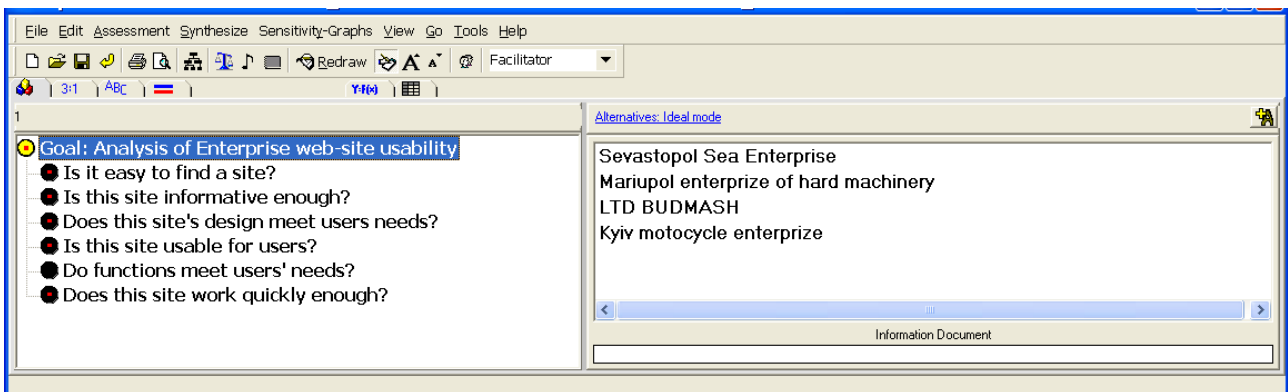 File Edit Assessment Synthesize Sensitivity-Graphs View Go Tools Help
Redraw A A Facilitator
3:1 ABC Y=f(x)
1
Alternatives: Ideal mode
Goal: Analysis of Enterprise web-site usability
Is it easy to find a site?
Is this site informative enough?
Does this site's design meet users needs?
Is this site usable for users?
Do functions meet users' needs?
Does this site work quickly enough?
Sevastopol Sea Enterprise
Mariupol enterprize of hard machinery
LTD BUDMASH
Kyiv motocycle enterprize
Information Document